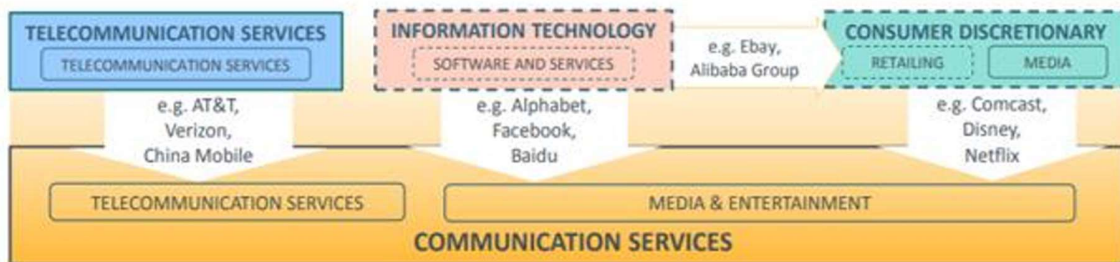 TELECOMMUNICATION SERVICES
TELECOMMUNICATION SERVICES
INFORMATION TECHNOLOGY
SOFTWARE AND SERVICES
e.g. Ebay,
Alibaba Group
CONSUMER DISCRETIONARY
RETAILING
MEDIA
e.g. AT&T,
Verizon,
China Mobile
e.g. Alphabet,
Facebook,
Baidu
e.g. Comcast,
Disney,
Netflix
TELECOMMUNICATION SERVICES
MEDIA & ENTERTAINMENT
COMMUNICATION SERVICES